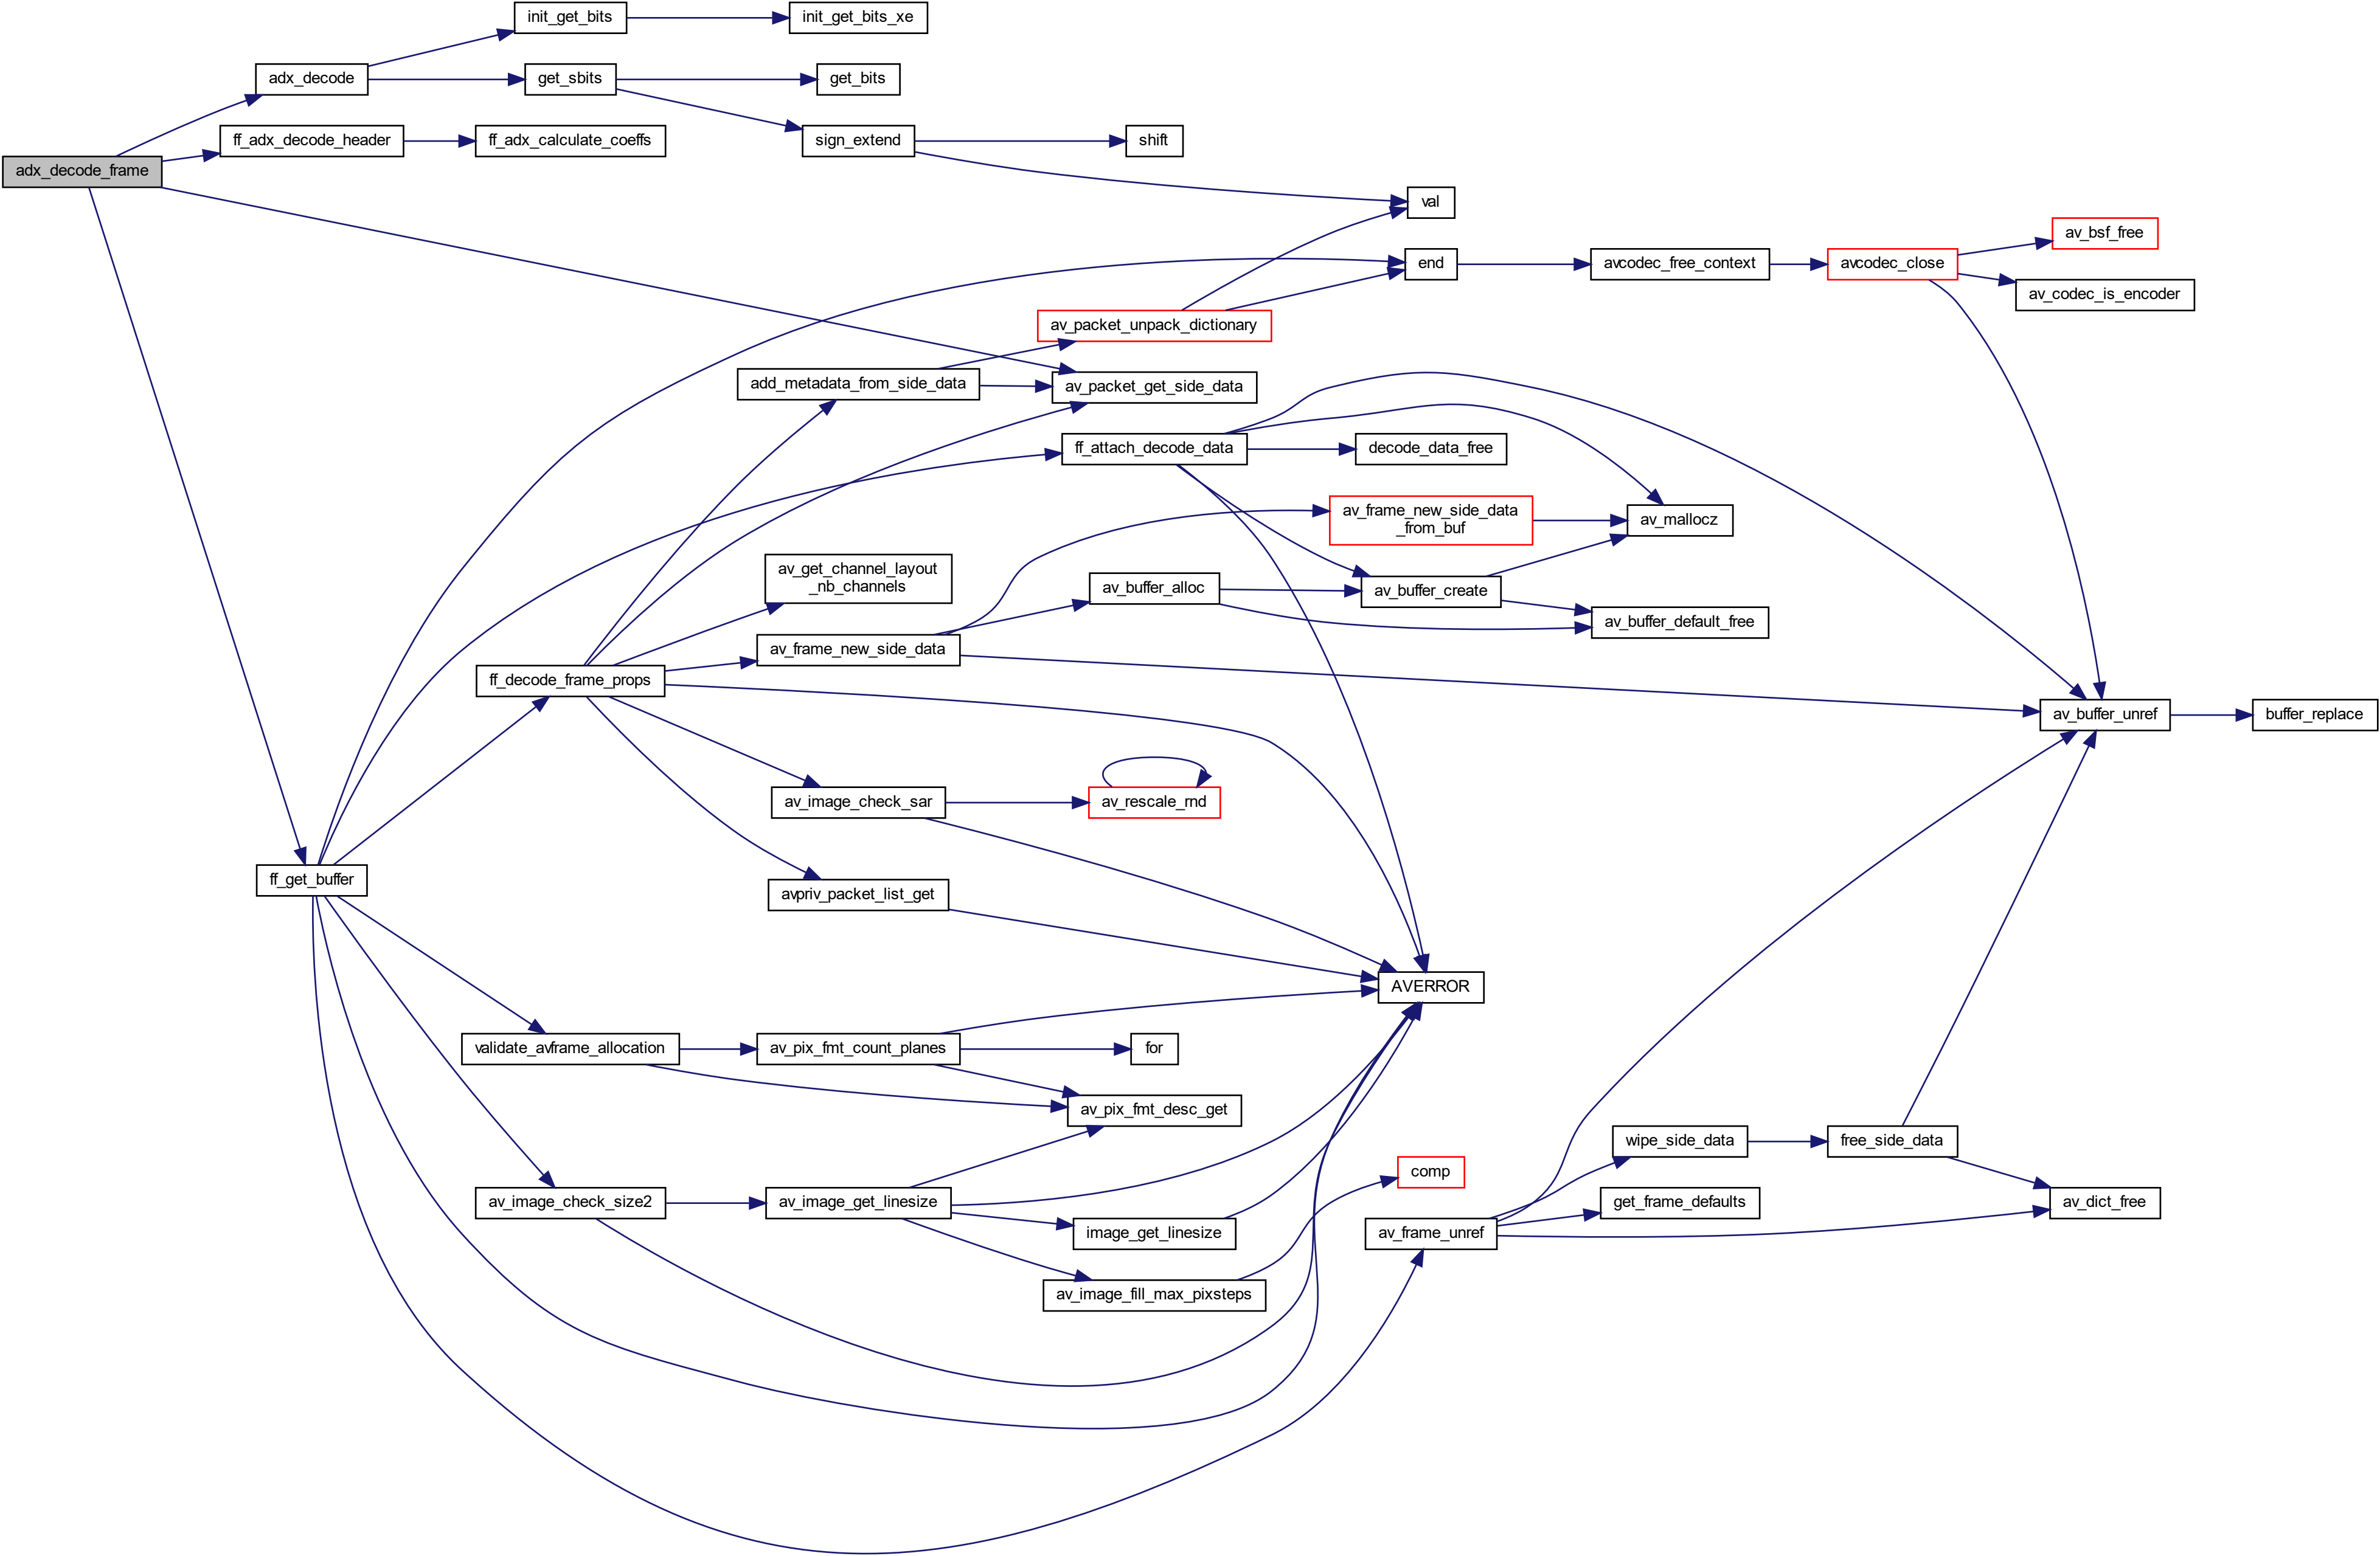 init_get_bits
init_get_bits_xe
adx_decode
get_sbits
get_bits
ff_adx_decode_header
ff_adx_calculate_coeffs
sign_extend
shift
adx_decode_frame
val
av_bsf_free
end
avcodec_free_context
avcodec_close
av_codec_is_encoder
av_packet_unpack_dictionary
add_metadata_from_side_data
av_packet_get_side_data
ff_attach_decode_data
decode_data_free
av_frame_new_side_data
_from_buf
av_mallocz
av_get_channel_layout
_nb_channels
av_buffer_alloc
av_buffer_create
av_buffer_default_free
av_frame_new_side_data
ff_decode_frame_props
av_buffer_unref
buffer_replace
av_image_check_sar
av_rescale_rnd
ff_get_buffer
avpriv_packet_list_get
AVERROR
validate_avframe_allocation
av_pix_fmt_count_planes
for
av_pix_fmt_desc_get
wipe_side_data
free_side_data
comp
av_image_check_size2
av_image_get_linesize
get_frame_defaults
av_dict_free
image_get_linesize
av_frame_unref
av_image_fill_max_pixsteps